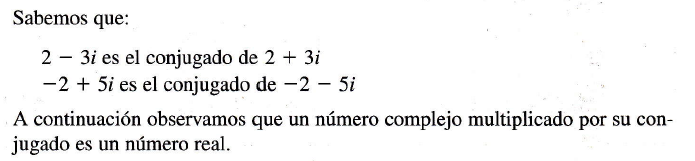 Sabemos que:
2 − 3i es el conjugado de 2 + 3i
−2 + 5i es el conjugado de −2 − 5i
A continuación observamos que un número complejo multiplicado por su con-
jugado es un número real.